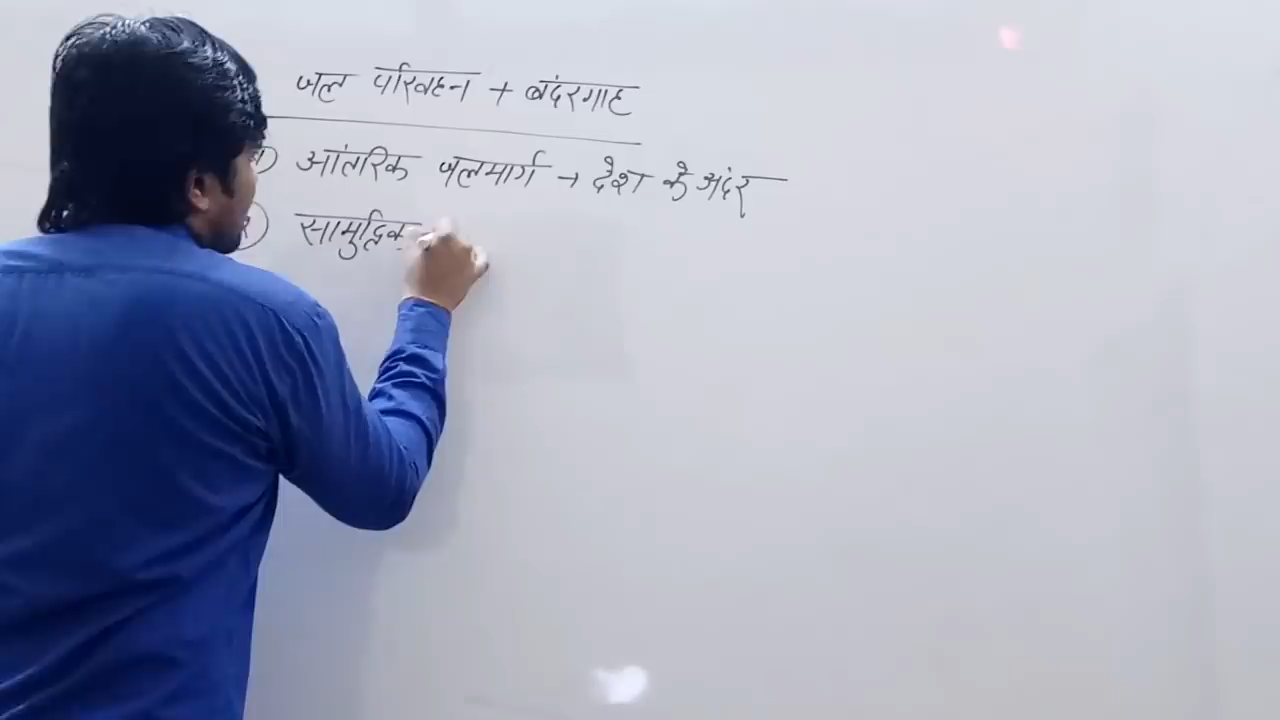 जल परिवहन + बंदरगाह
आंतरिक जलमार्ग → देश के अंदर
सामुद्रिक